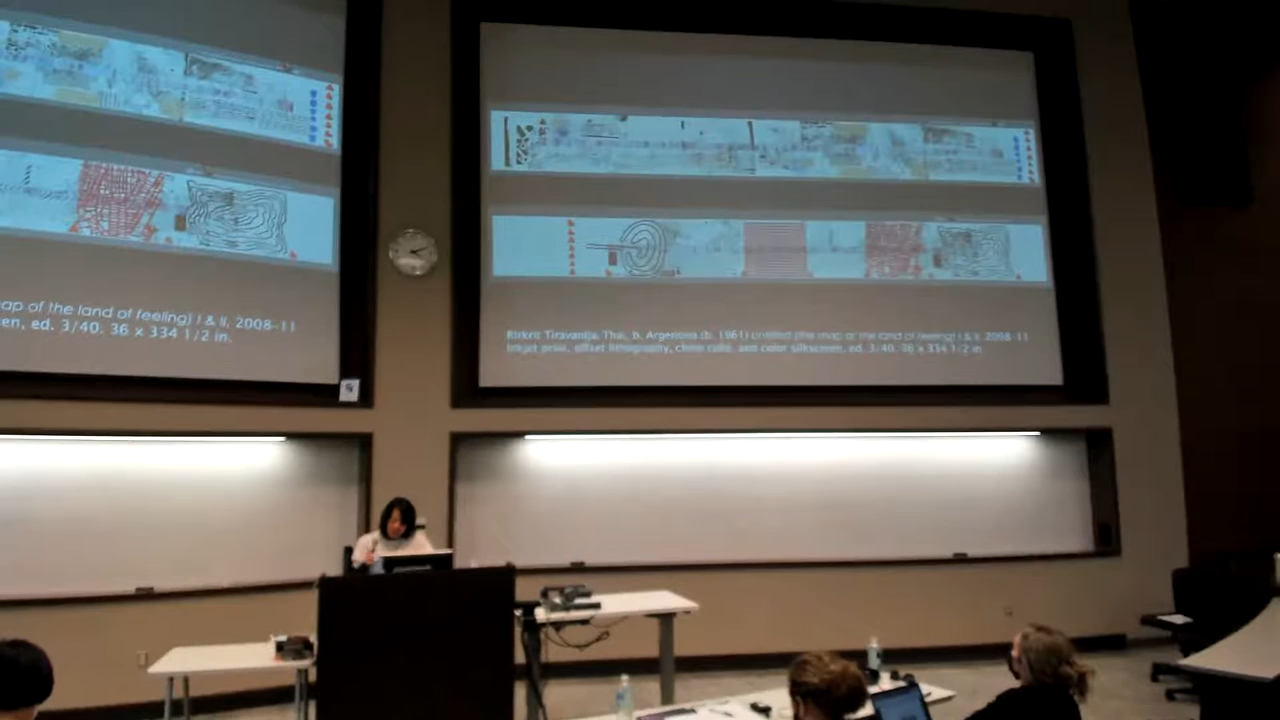 ap of the land of feeling) I & II, 2008-11
en, ed. 3/40. 36 x 334 1/2 in.
Rirkrit Tiravanija, Thai, b. Argentina (b. 1961) untitled (the map of the land of feeling) I & II, 2008-11
Inkjet print, offset lithography, chine collé, and color silkscreen, ed. 3/40. 36 x 334 1/2 in